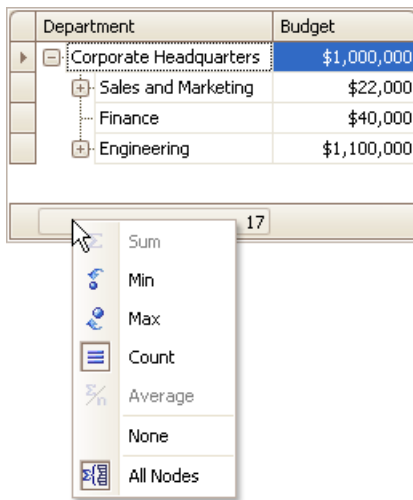 Department Budget
Corporate Headquarters $1,000,000
Sales and Marketing $22,000
Finance $40,000
Engineering $1,100,000
17
Sum
Min
Max
Count
Average
None
All Nodes